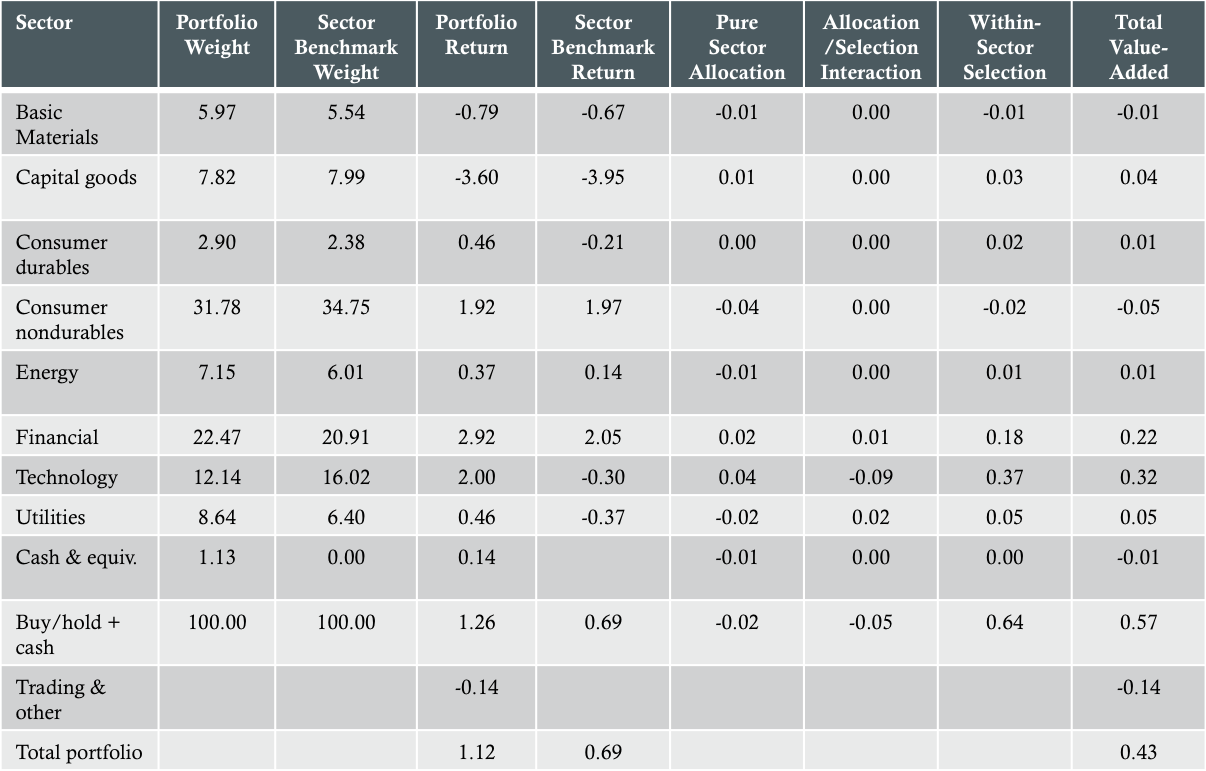 Sector Portfolio Weight Sector Benchmark Weight Portfolio Return Sector Benchmark Return Pure Sector Allocation Allocation /Selection Interaction Within- Sector Selection Total Value- Added
Basic Materials 5.97 5.54 -0.79 -0.67 -0.01 0.00 -0.01 -0.01
Capital goods 7.82 7.99 -3.60 -3.95 0.01 0.00 0.03 0.04
Consumer durables 2.90 2.38 0.46 -0.21 0.00 0.00 0.02 0.01
Consumer nondurables 31.78 34.75 1.92 1.97 -0.04 0.00 -0.02 -0.05
Energy 7.15 6.01 0.37 0.14 -0.01 0.00 0.01 0.01
Financial 22.47 20.91 2.92 2.05 0.02 0.01 0.18 0.22
Technology 12.14 16.02 2.00 -0.30 0.04 -0.09 0.37 0.32
Utilities 8.64 6.40 0.46 -0.37 -0.02 0.02 0.05 0.05
Cash & equiv. 1.13 0.00 0.14 -0.01 0.00 0.00 -0.01
Buy/hold + cash 100.00 100.00 1.26 0.69 -0.02 -0.05 0.64 0.57
Trading & other -0.14 -0.14
Total portfolio 1.12 0.69 0.43